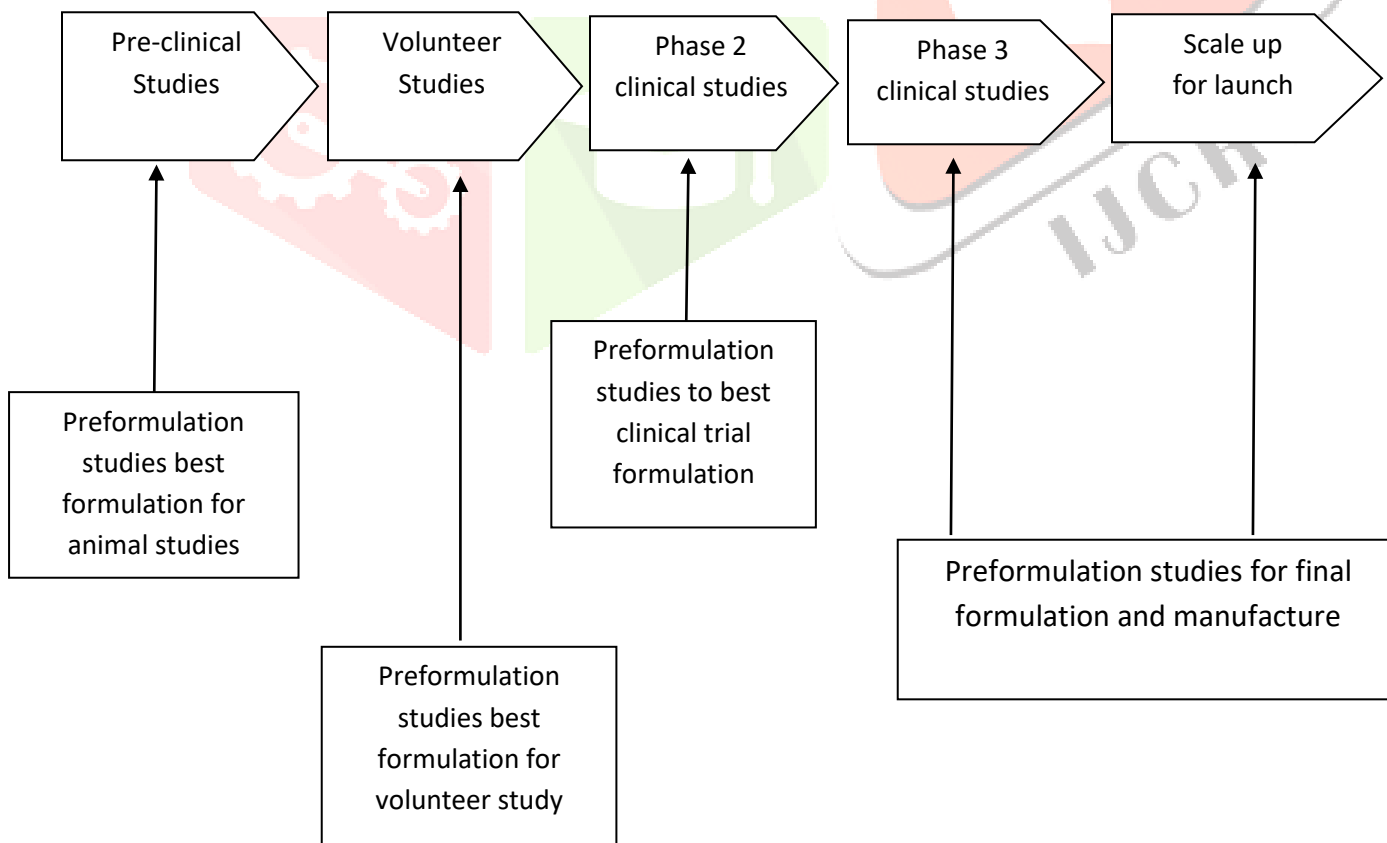 Pre-clinical
Studies
Volunteer
Studies
Phase 2
clinical studies
Phase 3
clinical studies
Scale up
for launch
IJCR
Preformulation
studies best
formulation for
animal studies
Preformulation
studies best
formulation for
volunteer study
Preformulation
studies to best
clinical trial
formulation
Preformulation studies for final
formulation and manufacture